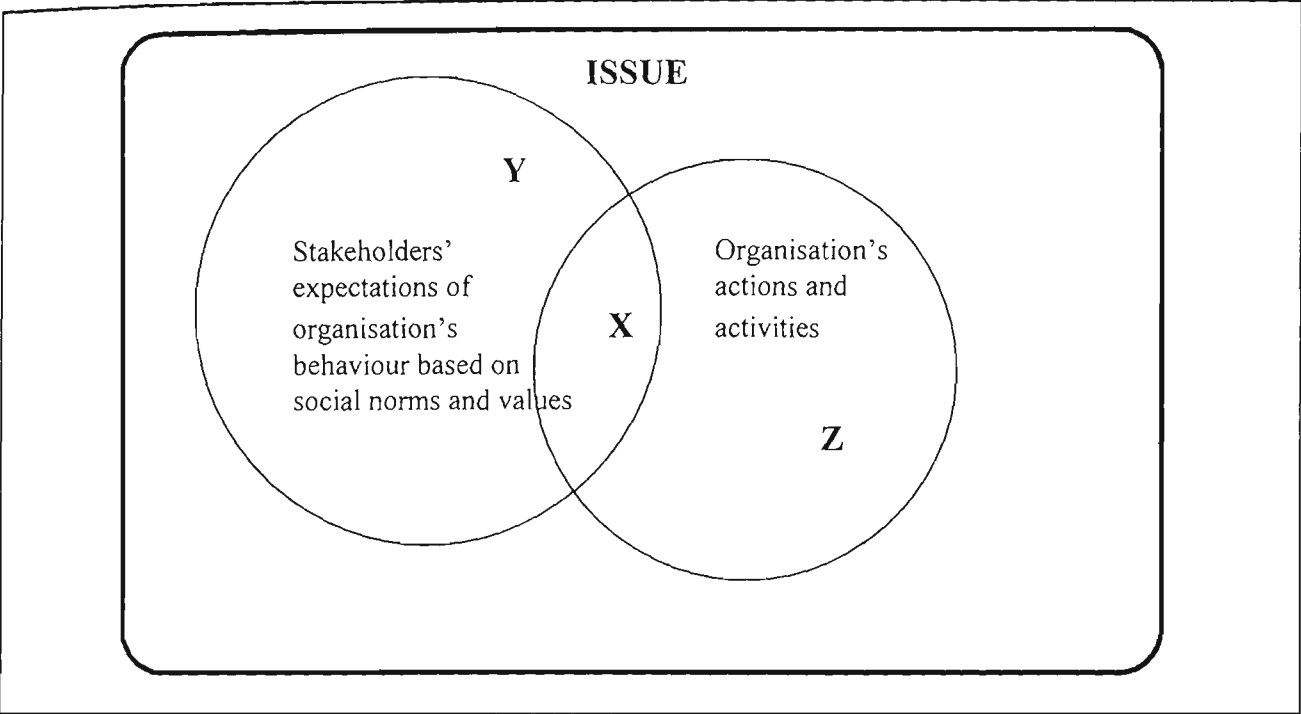 ISSUE
Y
Stakeholders’
expectations of
organisation’s
behaviour based on
social norms and values
X
Organisation’s
actions and
activities
Z